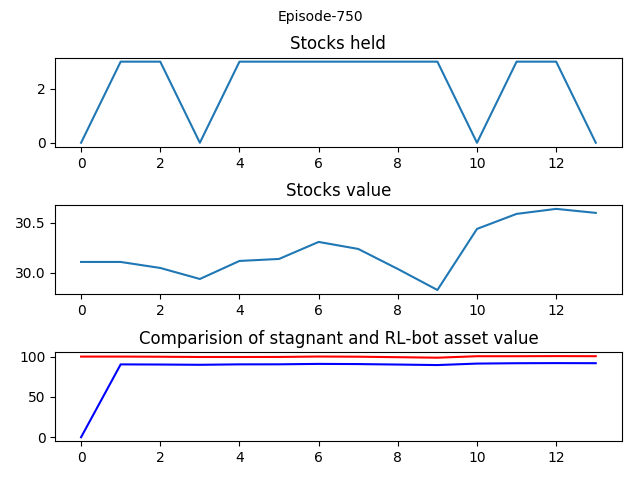 Episode-750
Stocks held
2
0
0 2 4 6 8 10 12
Stocks value
30.5
30.0
0 2 4 6 8 10 12
Comparision of stagnant and RL-bot asset value
100
50
0
0 2 4 6 8 10 12